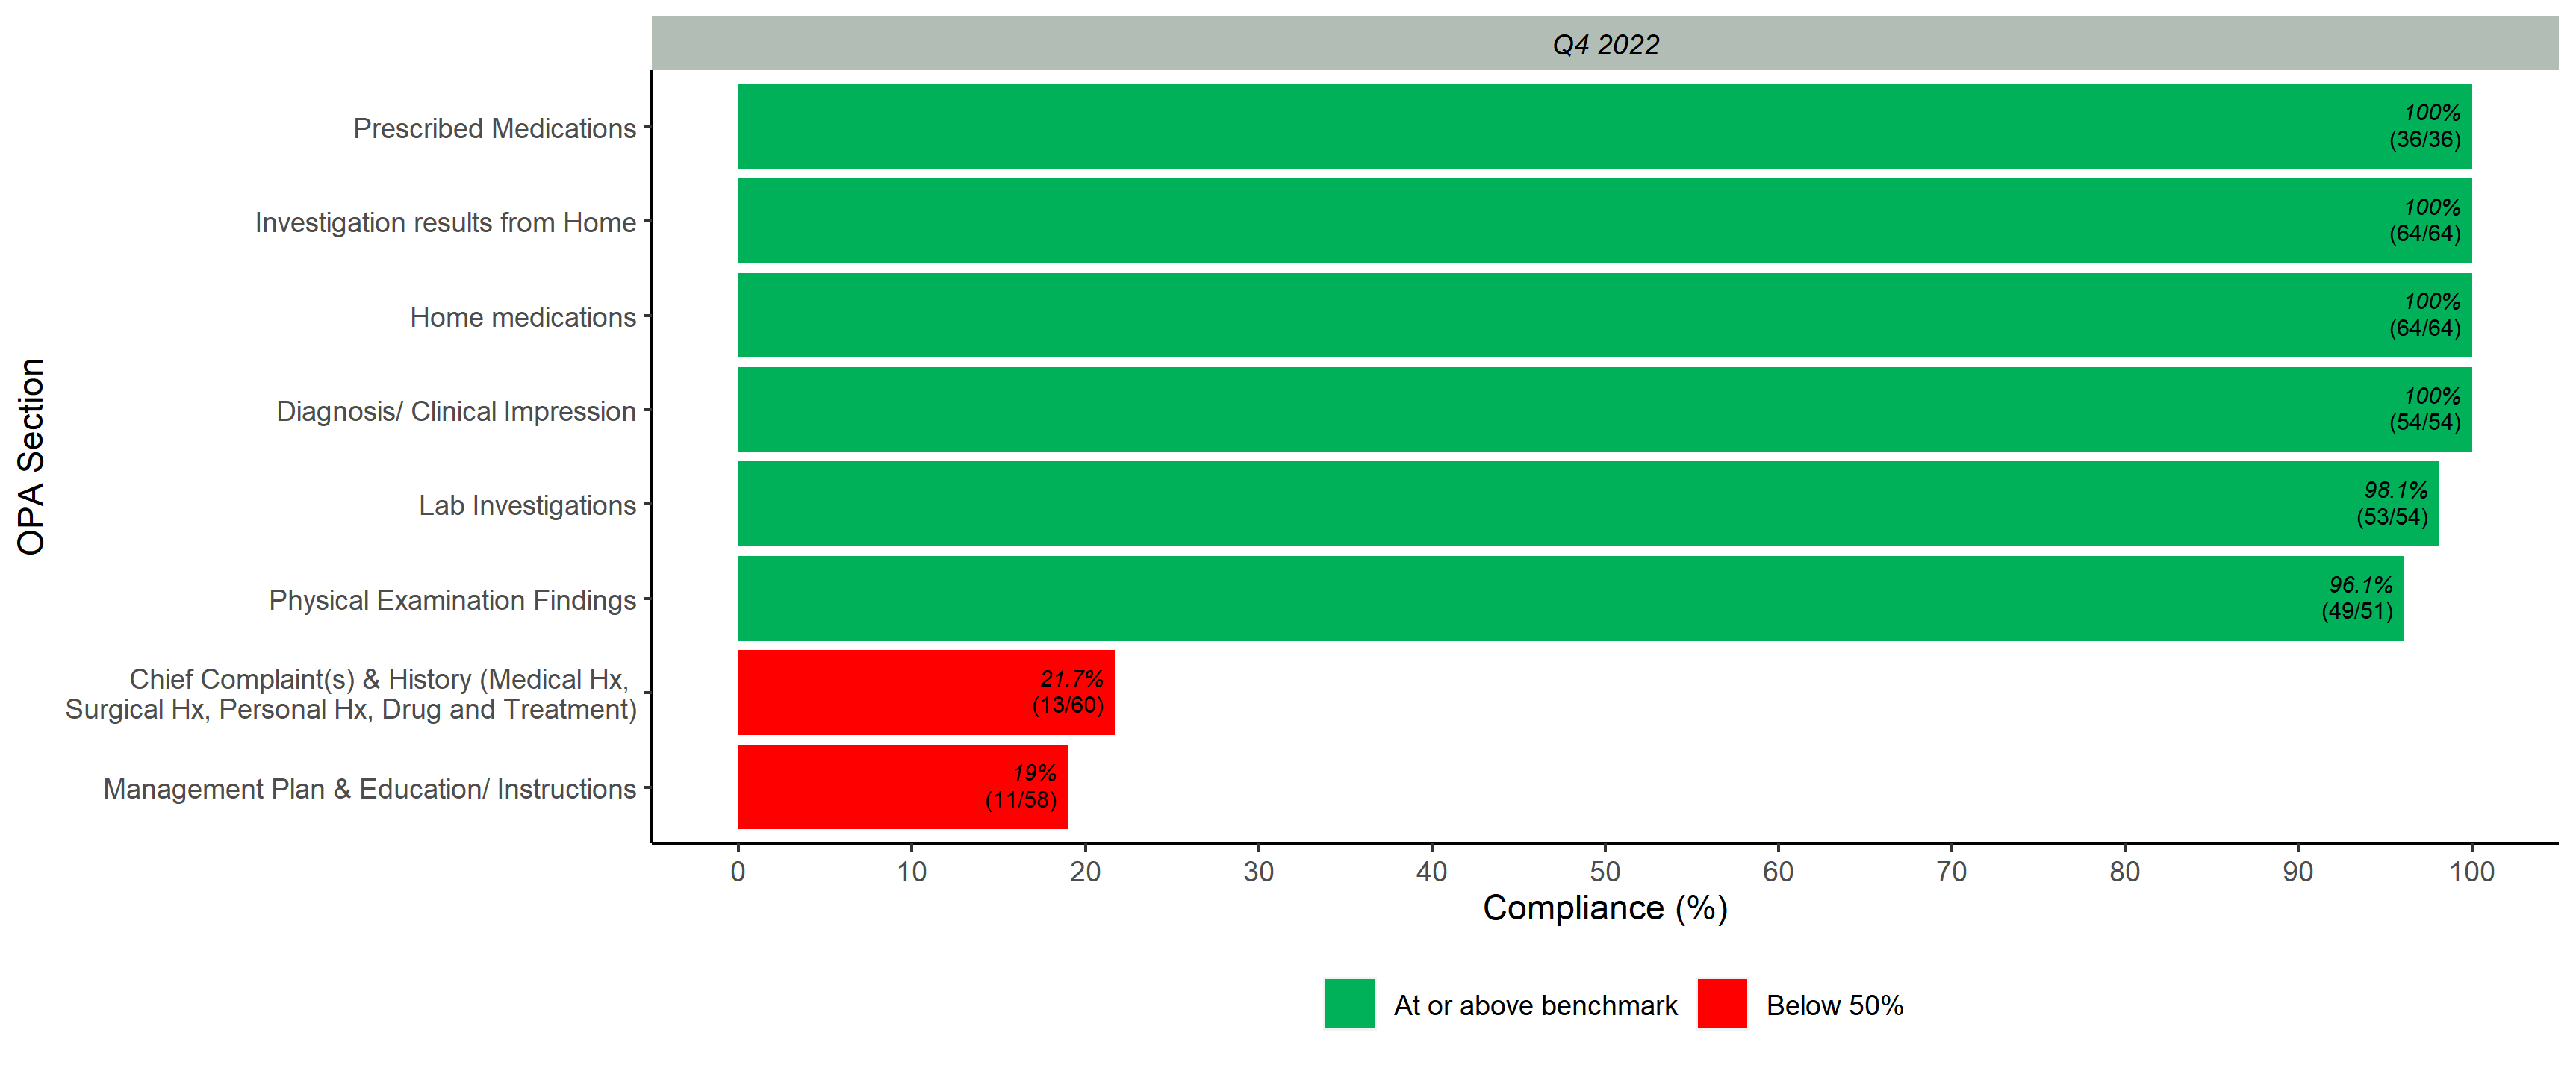 Q4 2022
OPA Section
Prescribed Medications
100%
(36/36)
Investigation results from Home
100%
(64/64)
Home medications
100%
(64/64)
Diagnosis/ Clinical Impression
100%
(54/54)
Lab Investigations
98.1%
(53/54)
Physical Examination Findings
96.1%
(49/51)
Chief Complaint(s) & History (Medical Hx,
Surgical Hx, Personal Hx, Drug and Treatment)
21.7%
(13/60)
Management Plan & Education/ Instructions
19%
(11/58)
0 10 20 30 40 50 60 70 80 90 100
Compliance (%)
At or above benchmark Below 50%